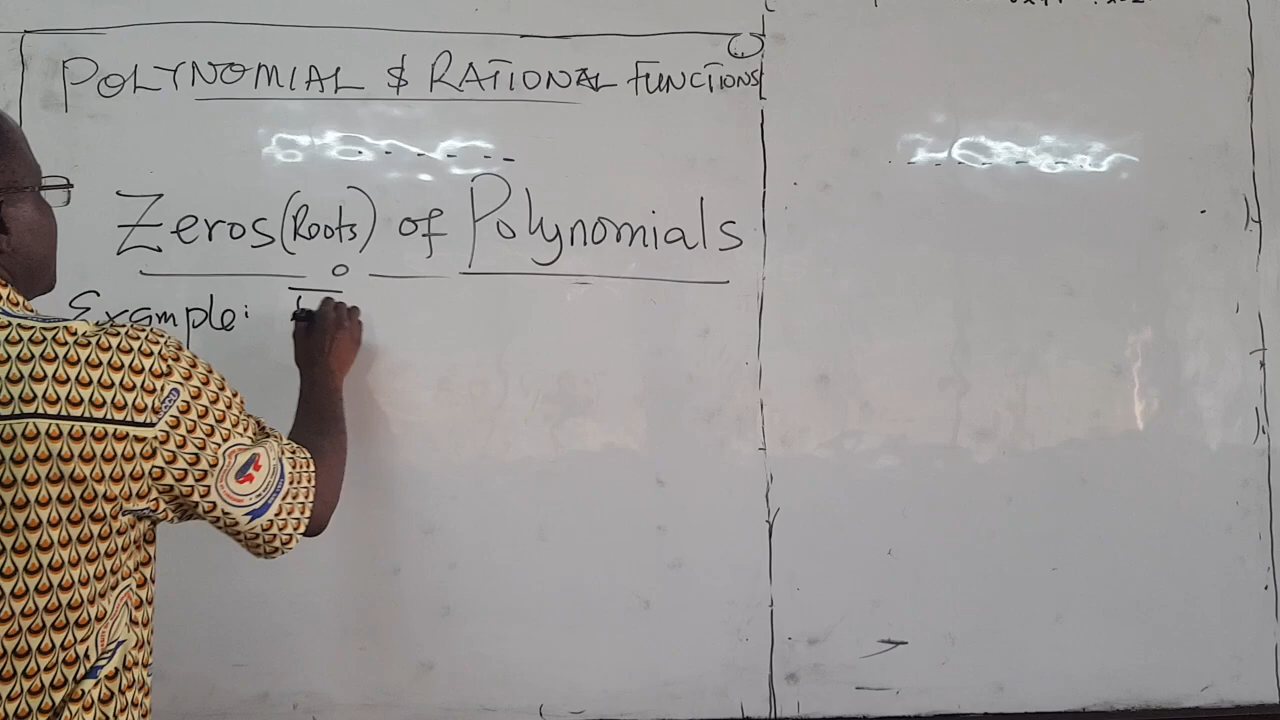 POLYNOMIAL & RATIONAL FUNCTIONS
Zeros (Roots) of Polynomials
Example: